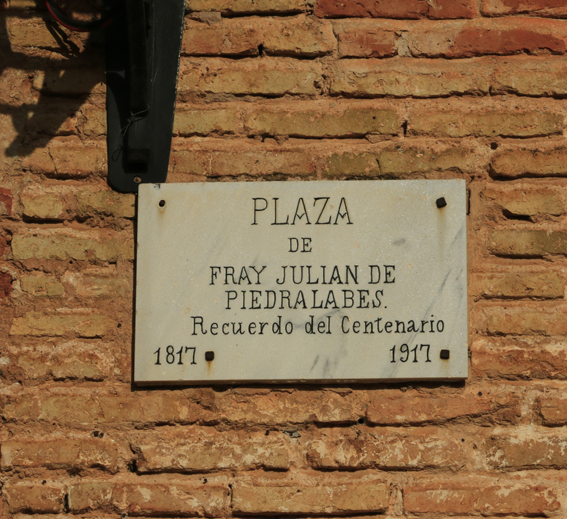 PLAZA
DE
FRAY JULIAN DE
PIEDRALABES.
Recuerdo del Centenario
1817 1917